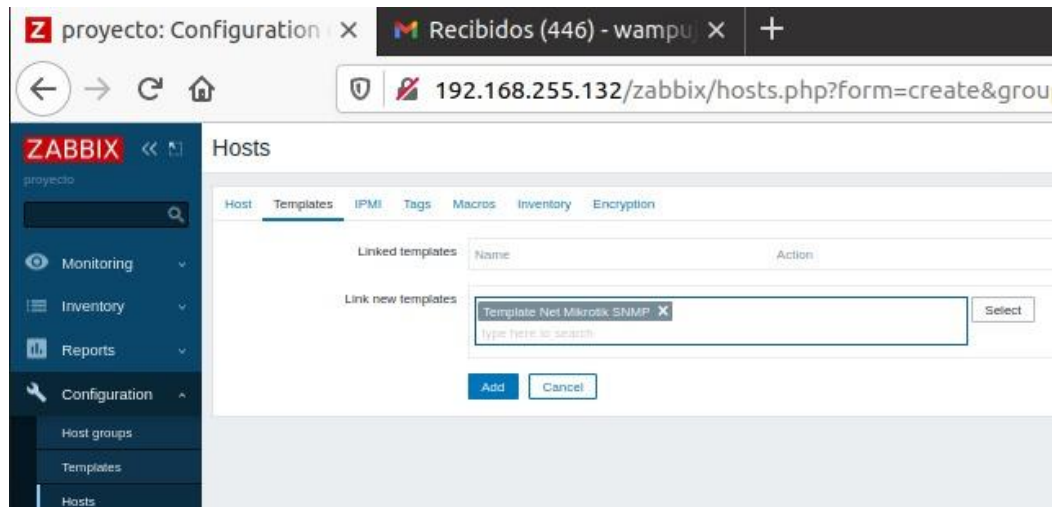 Z proyecto: Configuration
Recibidos (446) - wampu
192.168.255.132/zabbix/hosts.php?form=create&grou
ZABBIX
proyecto
Hosts
Host Templates IPMI Tags Macros Inventory Encryption
Linked templates Name Action
Link new templates Template Net Mikrotik SNMP Select
type here to search
Add Cancel
Monitoring
Inventory
Reports
Configuration
Host groups
Templates
Hosts